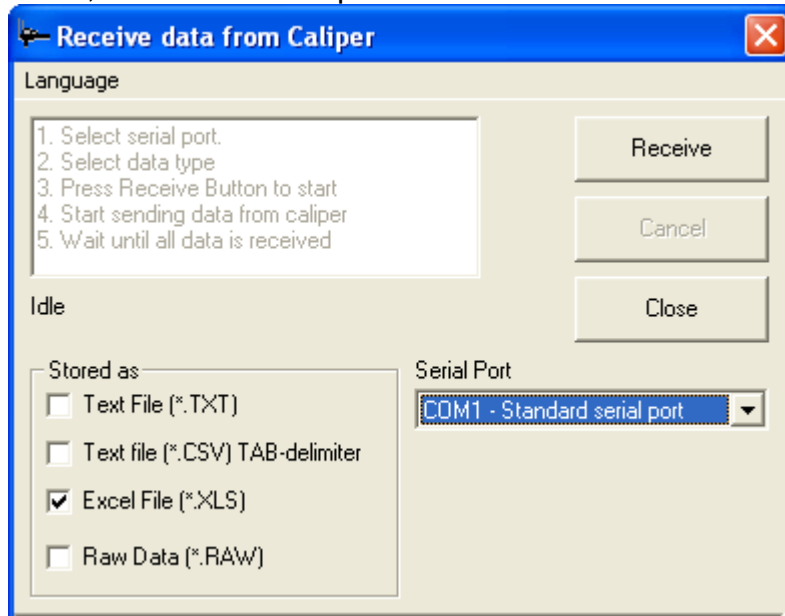 Receive data from Caliper
Language
1. Select serial port.
2. Select data type
3. Press Receive Button to start
4. Start sending data from caliper
5. Wait until all data is received
Receive
Cancel
Idle
Close
Stored as
Text File (*.TXT)
Text file (*.CSV) TAB-delimiter
Excel File (*.XLS)
Raw Data (*.RAW)
Serial Port
COM1 - Standard serial port